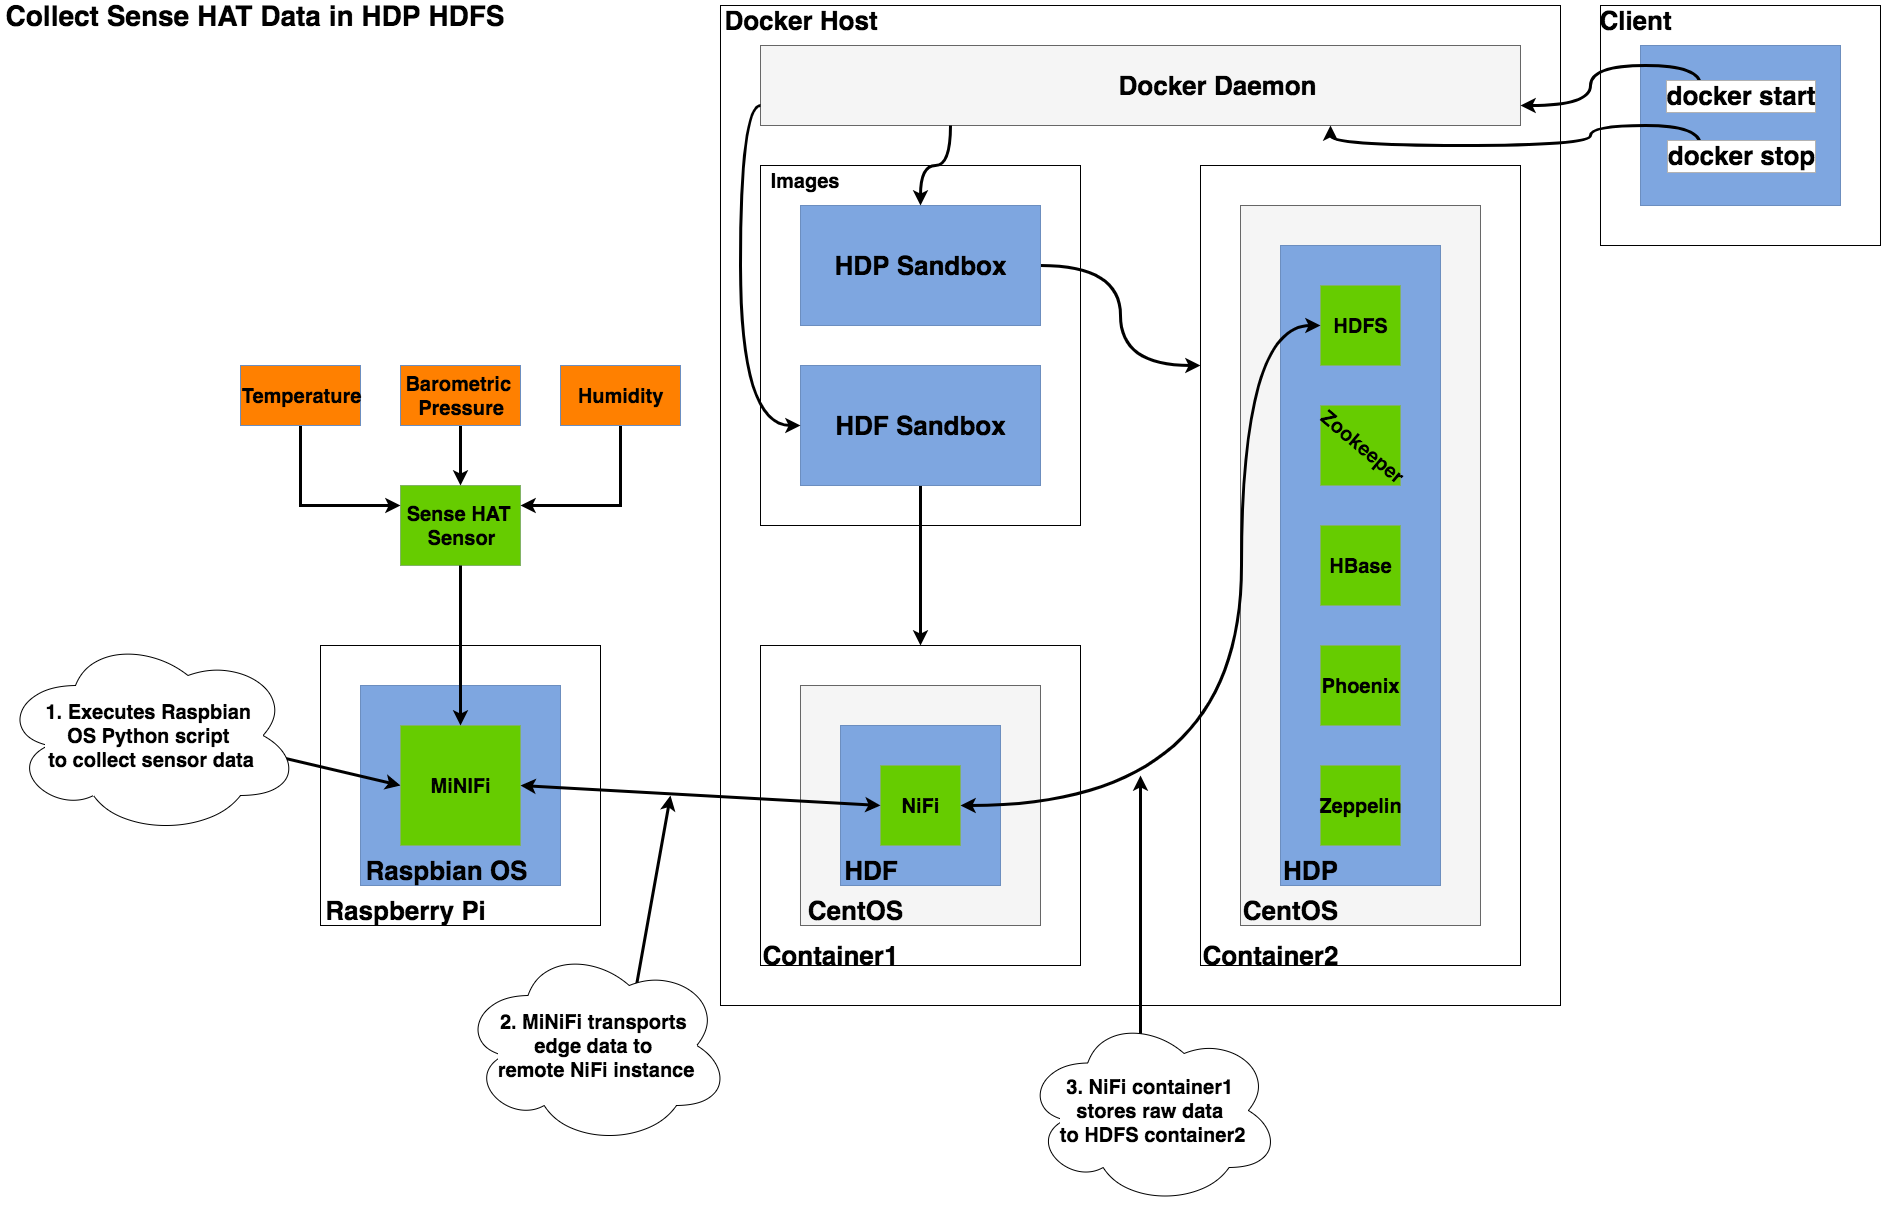 Collect Sense HAT Data in HDP HDFS
Docker Host
Client
Docker Daemon
docker start
docker stop
Images
HDP Sandbox
HDF Sandbox
HDFS
Zookeeper
HBase
Phoenix
Zeppelin
HDP
CentOS
Container2
Temperature
Barometric
Pressure
Humidity
Sense HAT
Sensor
1. Executes Raspbian
OS Python script
to collect sensor data
MiNIFi
Raspbian OS
Raspberry Pi
NiFi
HDF
CentOS
Container1
2. MiNiFi transports
edge data to
remote NiFi instance
3. NiFi container1
stores raw data
to HDFS container2